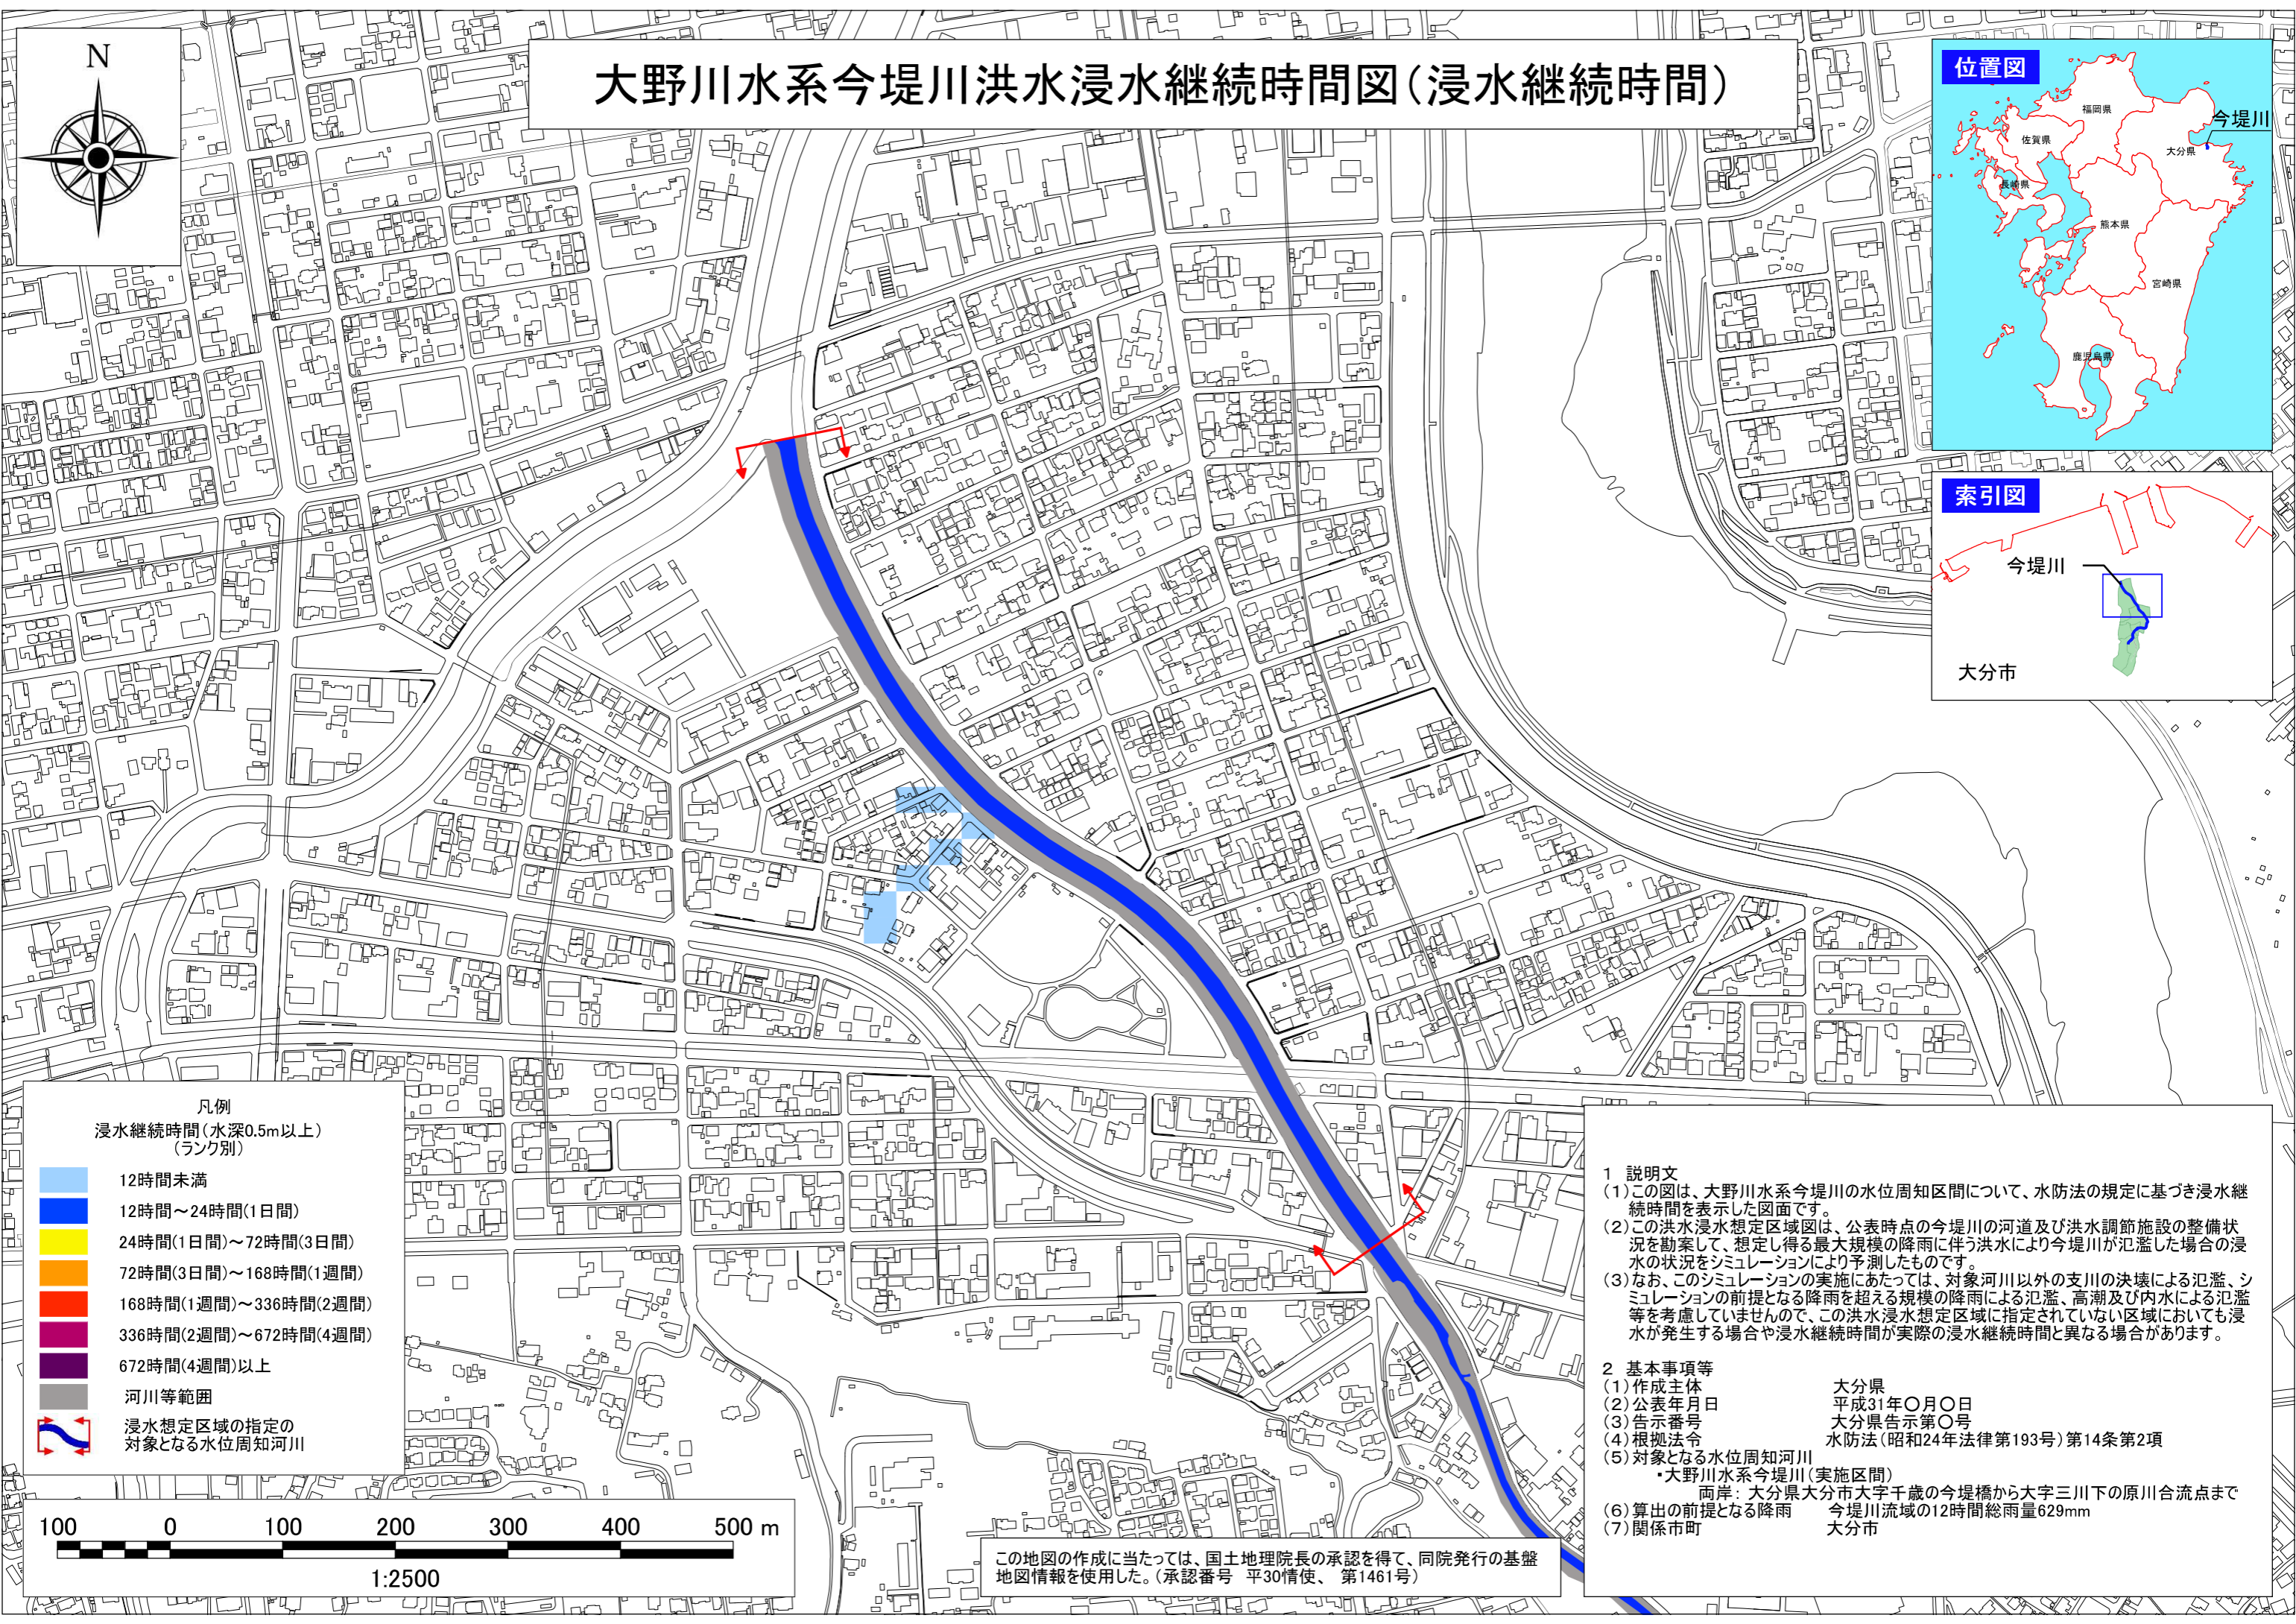 N
大野川水系今堤川洪水浸水継続時間図（浸水継続時間）
位置図
福岡県
今堤川
佐賀県
大分県
長崎県
熊本県
宮崎県
鹿児島県
索引図
今堤川
大分市
凡例
浸水継続時間（水深0.5m以上）
（ランク別）
12時間未満
12時間～24時間(1日間)
24時間(1日間)～72時間(3日間)
72時間(3日間)～168時間(1週間)
168時間(1週間)～336時間(2週間)
336時間(2週間)～672時間(4週間)
672時間(4週間)以上
河川等範囲
浸水想定区域の指定の
対象となる水位周知河川
100 0 100 200 300 400 500 m
1:2500
この地図の作成に当たっては、国土地理院長の承認を得て、同院発行の基盤
地図情報を使用した。（承認番号 平30情使、 第1461号）
1 説明文
(1)この図は、大野川水系今堤川の水位周知区間について、水防法の規定に基づき浸水継
続時間を表示した図面です。
(2)この洪水浸水想定区域図は、公表時点の今堤川の河道及び洪水調節施設の整備状
況を勘案して、想定し得る最大規模の降雨に伴う洪水により今堤川が氾濫した場合の浸
水の状況をシミュレーションにより予測したものです。
(3)なお、このシミュレーションの実施にあたっては、対象河川以外の支川の決壊による氾濫、シ
ミュレーションの前提となる降雨を超える規模の降雨による氾濫、高潮及び内水による氾濫
等を考慮していませんので、この洪水浸水想定区域に指定されていない区域においても浸
水が発生する場合や浸水継続時間が実際の浸水継続時間と異なる場合があります。
2 基本事項等
(1)作成主体 大分県
(2)公表年月日 平成31年〇月〇日
(3)告示番号 大分県告示第〇号
(4)根拠法令 水防法（昭和24年法律第193号）第14条第2項
(5)対象となる水位周知河川
・大野川水系今堤川（実施区間）
両岸： 大分県大分市大字千歳の今堤橋から大字三川下の原川合流点まで
(6)算出の前提となる降雨 今堤川流域の12時間総雨量629mm
(7)関係市町 大分市